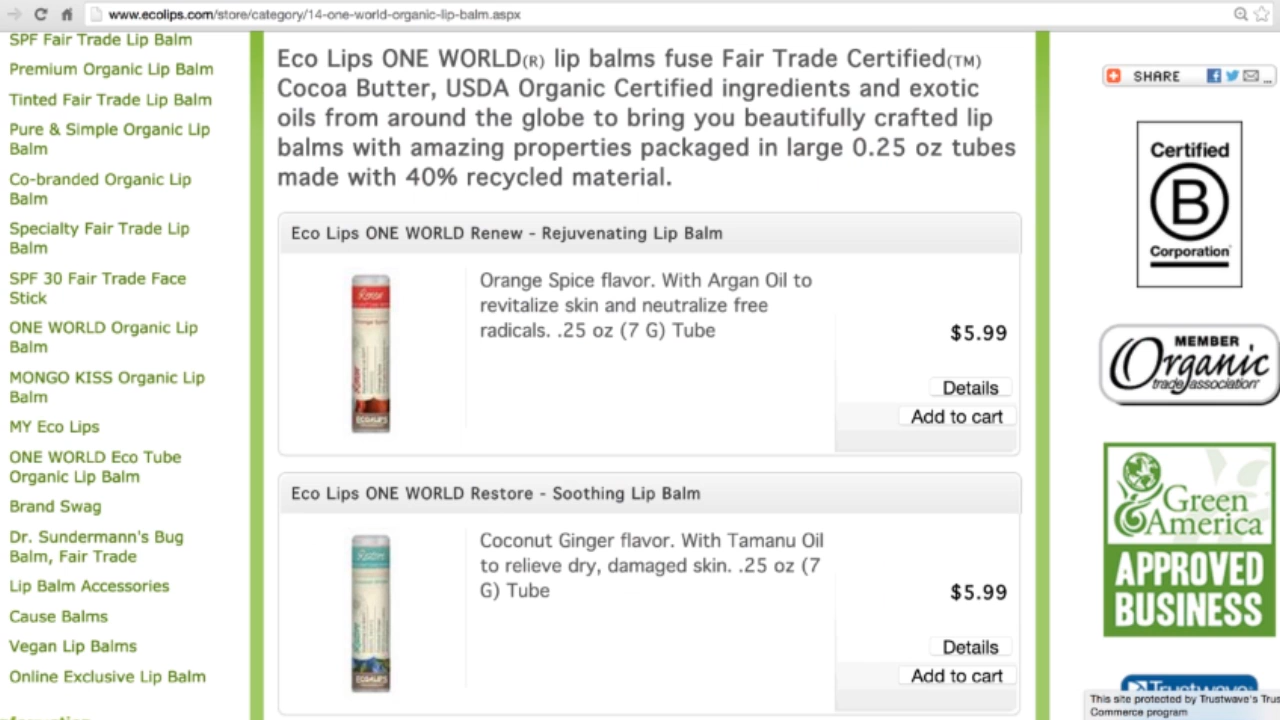 www.ecolips.com/store/category/14-one-world-organic-lip-balm.aspx
SPF Fair Trade Lip Balm
Premium Organic Lip Balm
Tinted Fair Trade Lip Balm
Pure & Simple Organic Lip
Balm
Co-branded Organic Lip
Balm
Specialty Fair Trade Lip
Balm
SPF 30 Fair Trade Face
Stick
ONE WORLD Organic Lip
Balm
MONGO KISS Organic Lip
Balm
MY Eco Lips
ONE WORLD Eco Tube
Organic Lip Balm
Brand Swag
Dr. Sundermann's Bug
Balm, Fair Trade
Lip Balm Accessories
Cause Balms
Vegan Lip Balms
Online Exclusive Lip Balm
Eco Lips ONE WORLD(R) lip balms fuse Fair Trade Certified(TM)
Cocoa Butter, USDA Organic Certified ingredients and exotic
oils from around the globe to bring you beautifully crafted lip
balms with amazing properties packaged in large 0.25 oz tubes
made with 40% recycled material.
Eco Lips ONE WORLD Renew - Rejuvenating Lip Balm
Renew
ECOLIPS
Orange Spice flavor. With Argan Oil to
revitalize skin and neutralize free
radicals. .25 oz (7 G) Tube
$5.99
Details
Add to cart
Eco Lips ONE WORLD Restore - Soothing Lip Balm
Restore
ECOLIPS
Coconut Ginger flavor. With Tamanu Oil
to relieve dry, damaged skin. .25 oz (7
G) Tube
$5.99
Details
Add to cart
SHARE
Certified
B
Corporation
MEMBER
Organic
trade association
Green
America
APPROVED
BUSINESS
Trustwave
This site protected by Trustwave's Trus
Commerce program